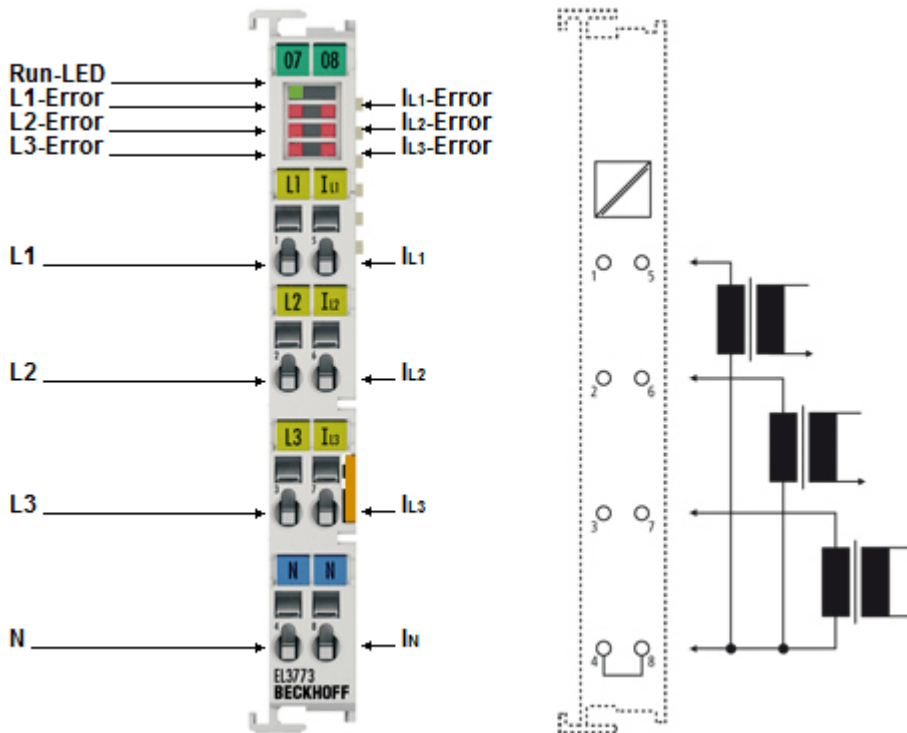 07 08
Run-LED
L1-Error IL1-Error
L2-Error IL2-Error
L3-Error IL3-Error
L1 IL1
1 5
L1 IL1
1 5
L2 IL2
2 6
L2 IL2
2 6
L3 IL3
3 7
L3 IL3
3 7
N N
4 8
N IN
4 8
EL3773
BECKHOFF